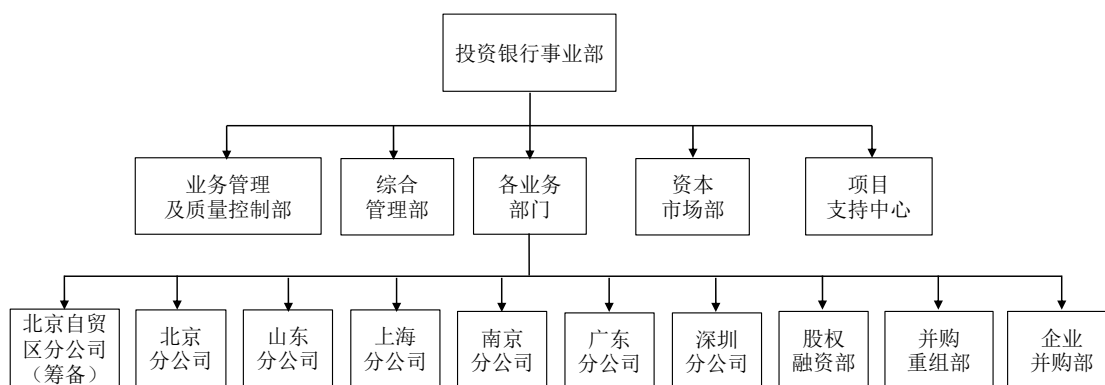 投资银行事业部
业务管理
及质量控制部
综合
管理部
各业务
部门
资本
市场部
项目
支持中心
北京自贸
区分公司
（筹备）
北京
分公司
山东
分公司
上海
分公司
南京
分公司
广东
分公司
深圳
分公司
股权
融资部
并购
重组部
企业
并购部